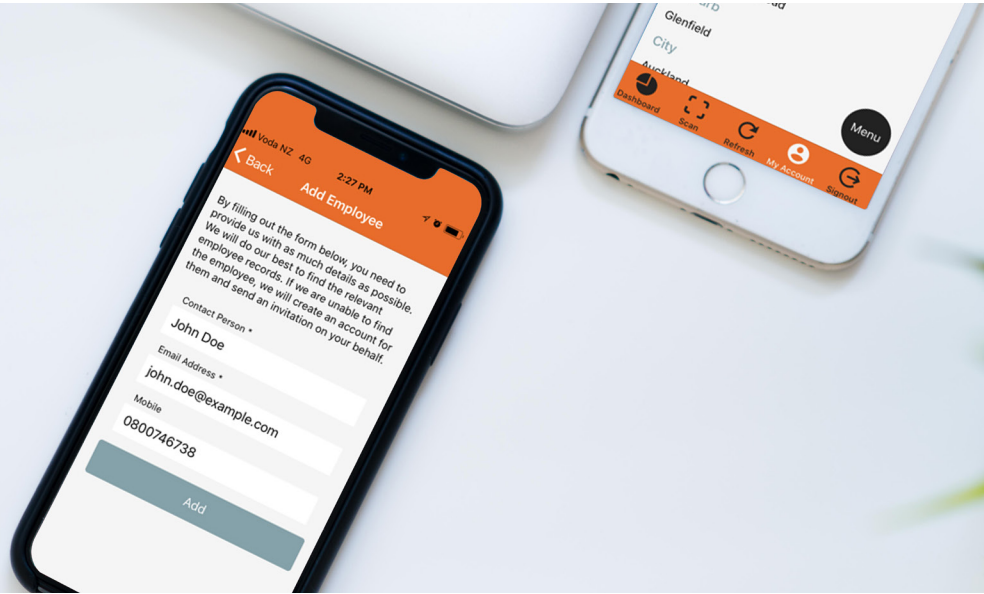 Voda NZ 4G
2:27 PM
Back
Add Employee
By filling out the form below, you need to
provide us with as much details as possible.
We will do our best to find the relevant
employee records. If we are unable to find
the employee, we will create an account for
them and send an invitation on your behalf.
Contact Person *
John Doe
Email Address *
john.doe@example.com
Mobile
0800746738
Add
Glenfield
City
Auckland
Menu
Dashboard
Scan
Refresh
My Account
Signout